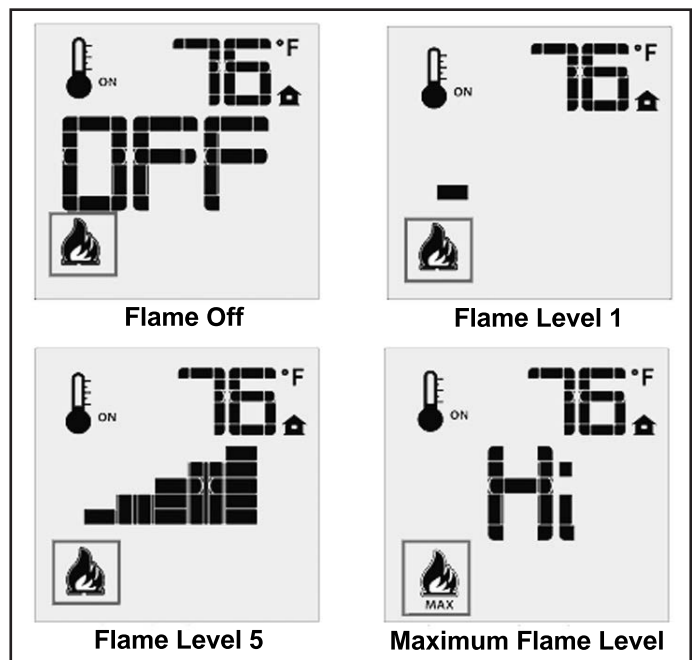 ON 76 °F
OFF
Flame Off
ON 76 °F
Flame Level 1
ON 76 °F
Flame Level 5
ON 76 °F
Hi
MAX
Maximum Flame Level